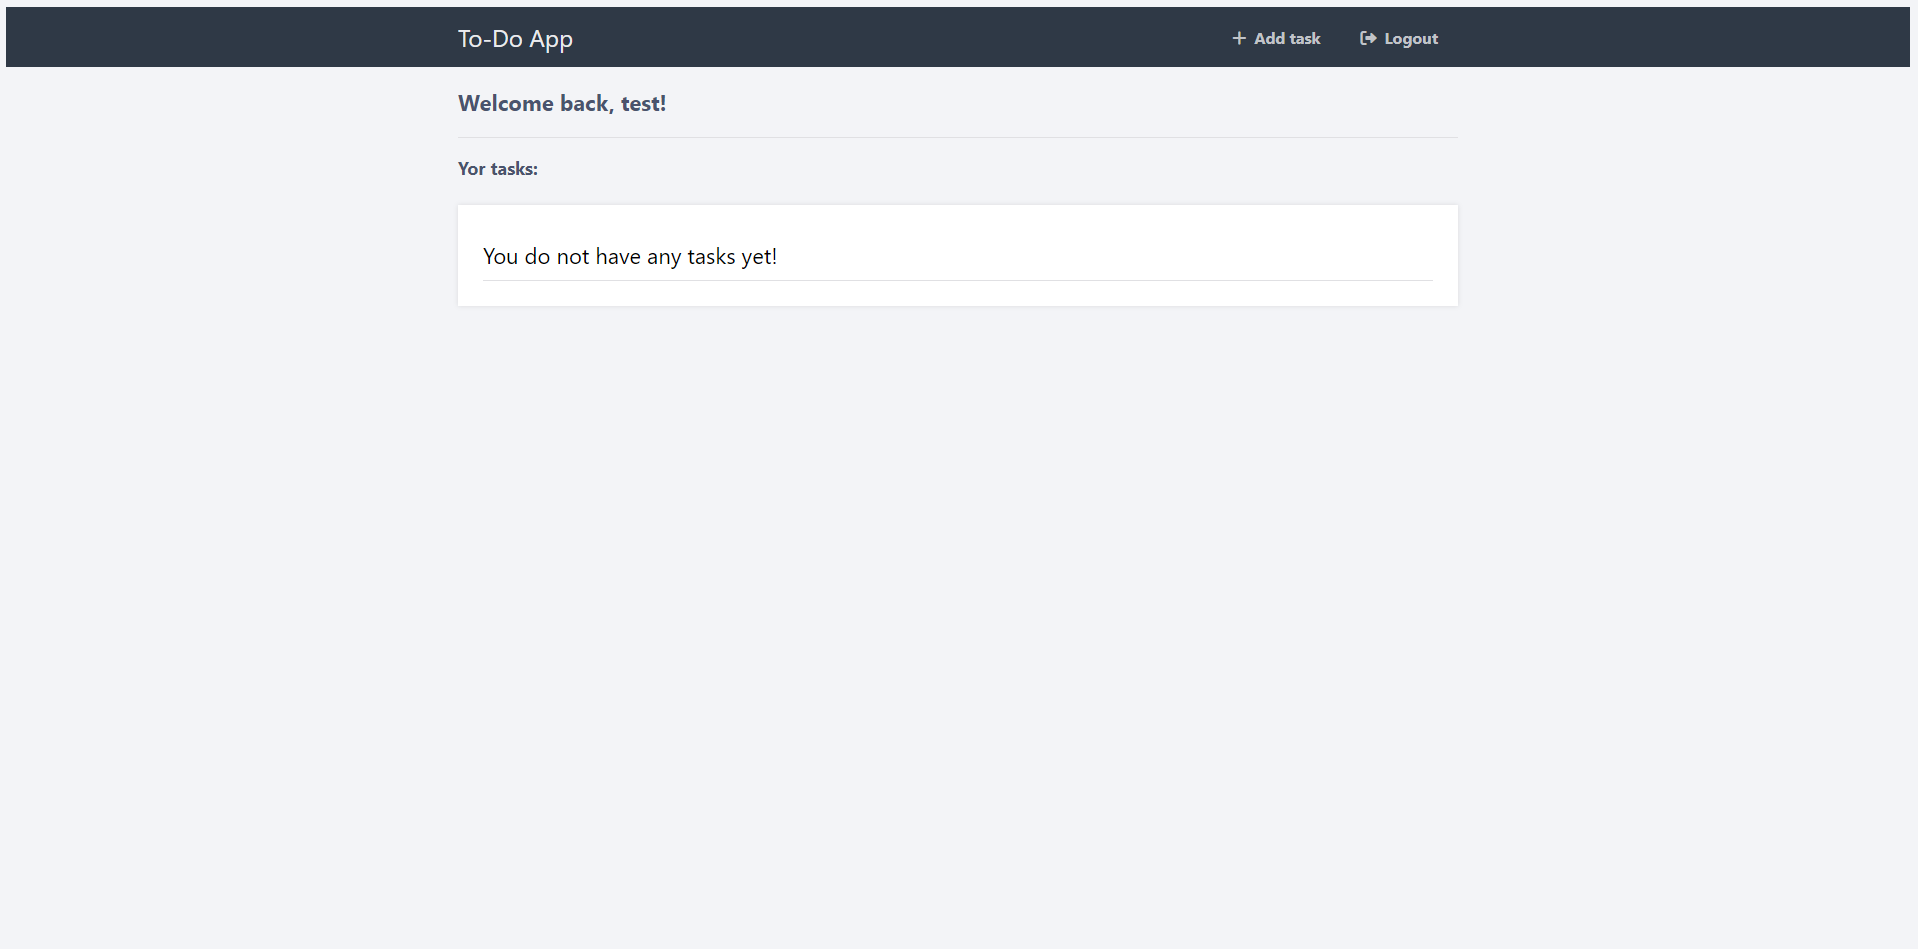 To-Do App
Add task
Logout
Welcome back, test!
Yor tasks:
You do not have any tasks yet!